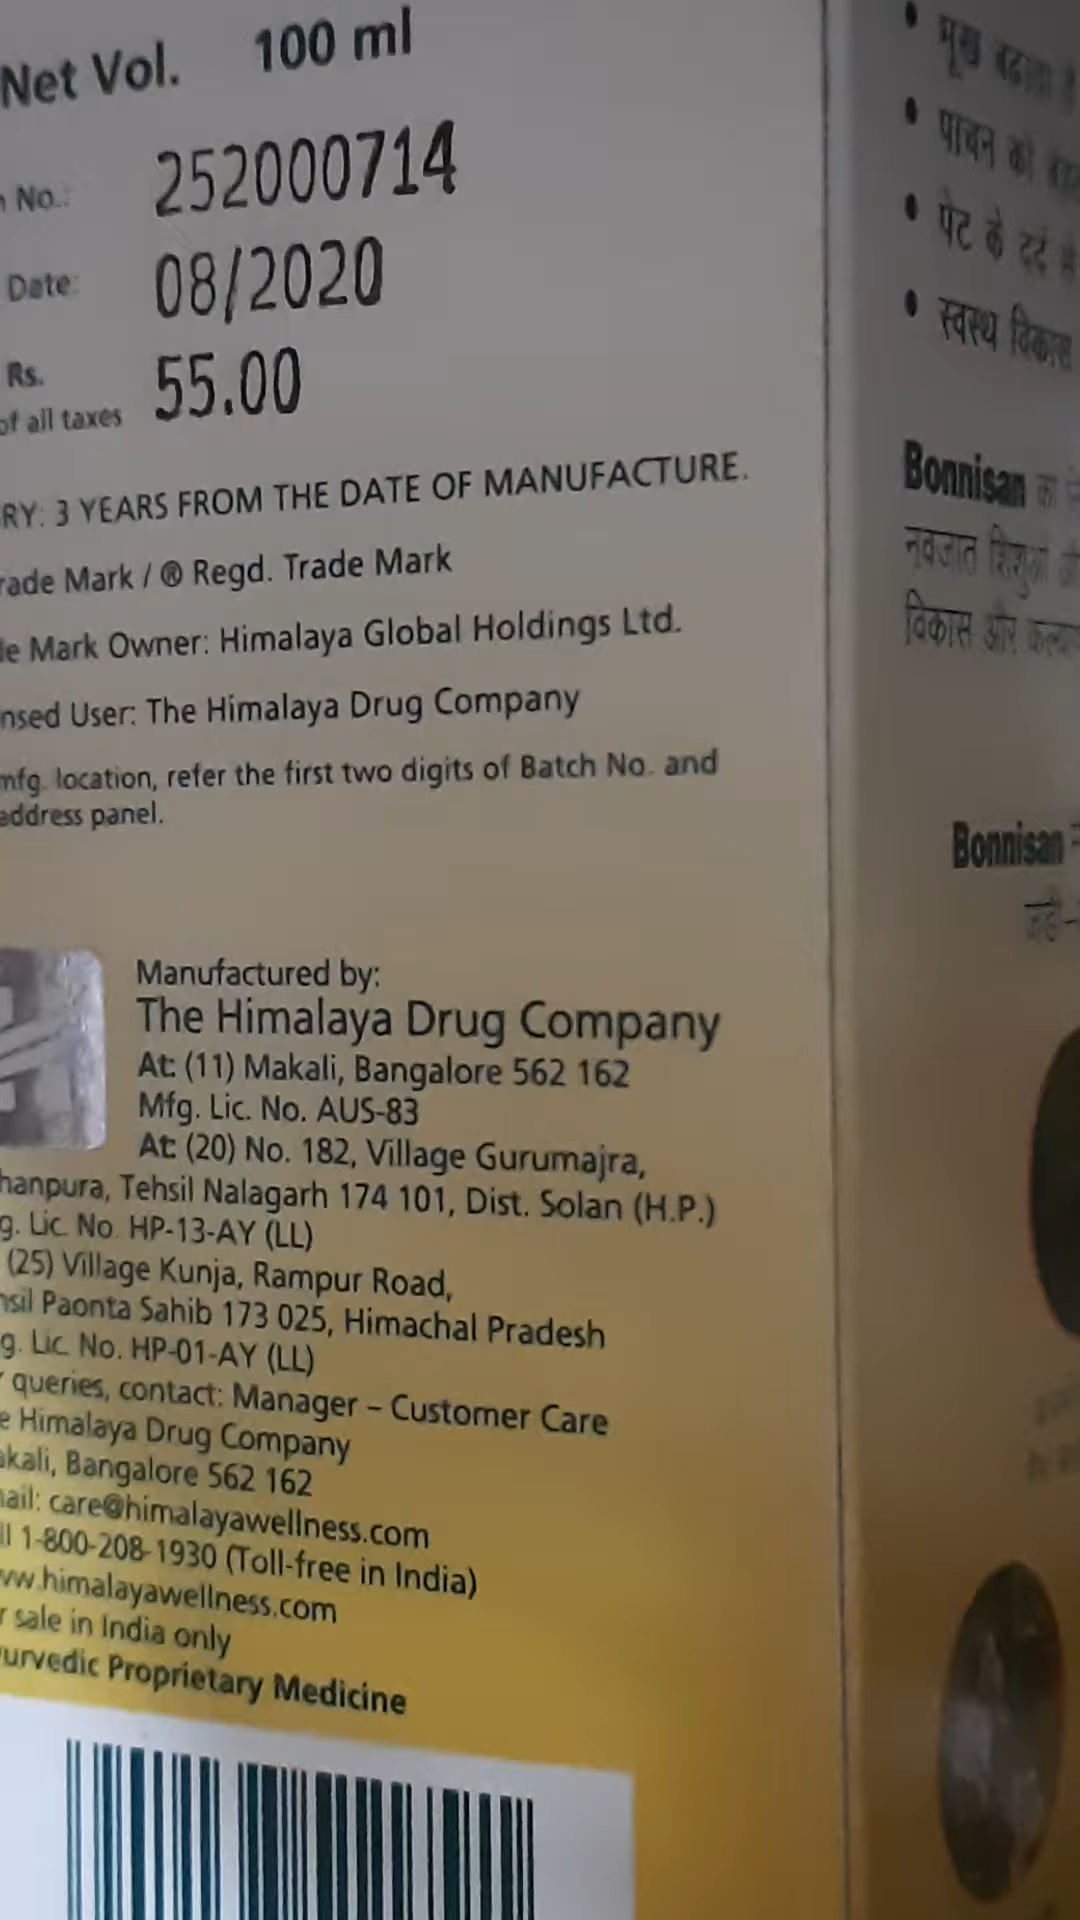 Net Vol. 100 ml
No.: 252000714
Date: 08/2020
Rs. 55.00
of all taxes
RY: 3 YEARS FROM THE DATE OF MANUFACTURE.
rade Mark / ® Regd. Trade Mark
e Mark Owner: Himalaya Global Holdings Ltd.
nsed User: The Himalaya Drug Company
mfg. location, refer the first two digits of Batch No. and
address panel.
Manufactured by:
The Himalaya Drug Company
At: (11) Makali, Bangalore 562 162
Mfg. Lic. No. AUS-83
At: (20) No. 182, Village Gurumajra,
hanpura, Tehsil Nalagarh 174 101, Dist. Solan (H.P.)
g. Lic. No. HP-13-AY (LL)
(25) Village Kunja, Rampur Road,
nsil Paonta Sahib 173 025, Himachal Pradesh
g. Lic. No. HP-01-AY (LL)
queries, contact: Manager – Customer Care
e Himalaya Drug Company
akali, Bangalore 562 162
nail: care@himalayawellness.com
ll 1-800-208-1930 (Toll-free in India)
ww.himalayawellness.com
r sale in India only
urvedic Proprietary Medicine
• भूख बढ़ाता है
• पाचन को
• पेट के दर्द से
• स्वस्थ विकास
Bonnisan का
नवजात शिशुओं
विकास और
Bonnisan